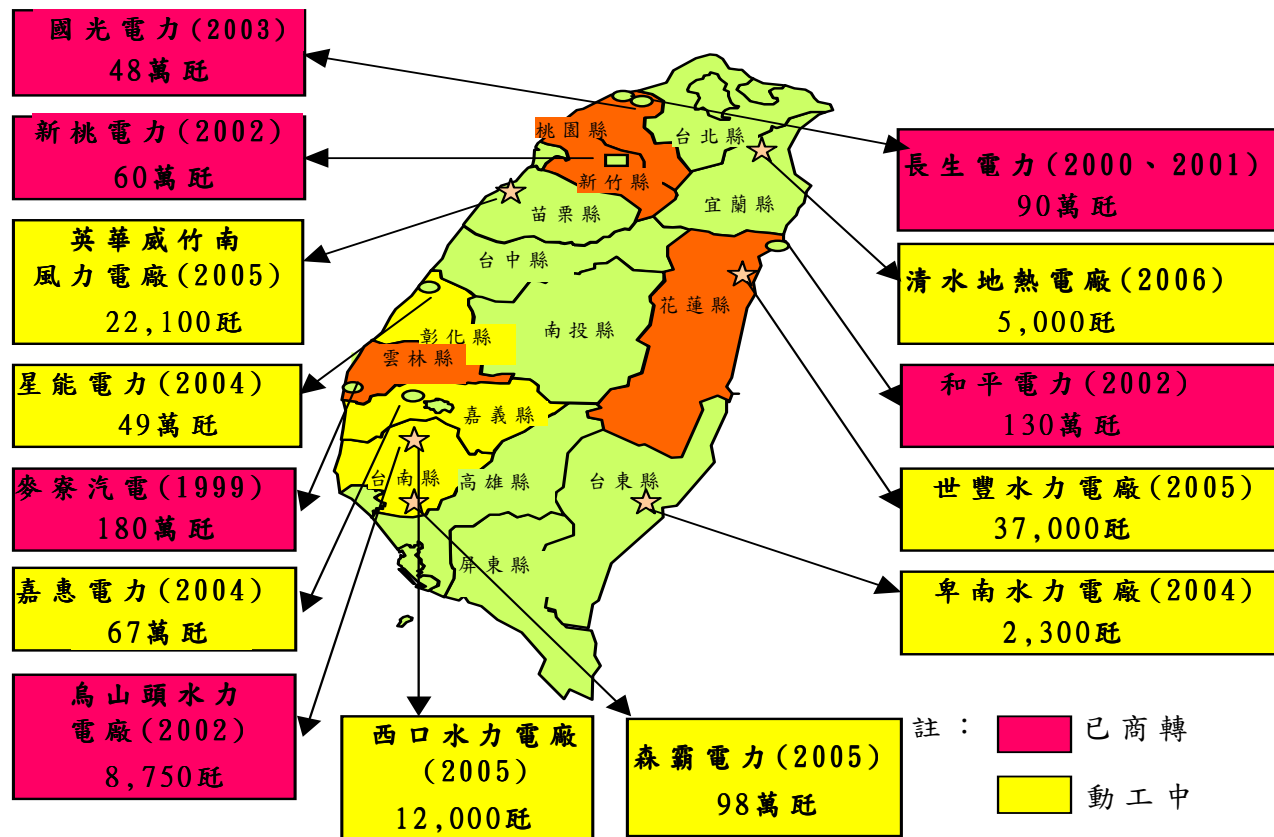 國光電力(2003)
48萬瓩
新桃電力(2002)
60萬瓩
英華威竹南
風力電廠(2005)
22,100瓩
星能電力(2004)
49萬瓩
麥寮汽電(1999)
180萬瓩
嘉惠電力(2004)
67萬瓩
烏山頭水力
電廠(2002)
8,750瓩
西口水力電廠
(2005)
12,000瓩
森霸電力(2005)
98萬瓩
長生電力(2000、2001)
90萬瓩
清水地熱電廠(2006)
5,000瓩
和平電力(2002)
130萬瓩
世豐水力電廠(2005)
37,000瓩
卑南水力電廠(2004)
2,300瓩
桃園縣
台北縣
新竹縣
宜蘭縣
苗栗縣
台中縣
花蓮縣
彰化縣
南投縣
雲林縣
嘉義縣
台南縣
高雄縣
台東縣
屏東縣
註：
已商轉
動工中